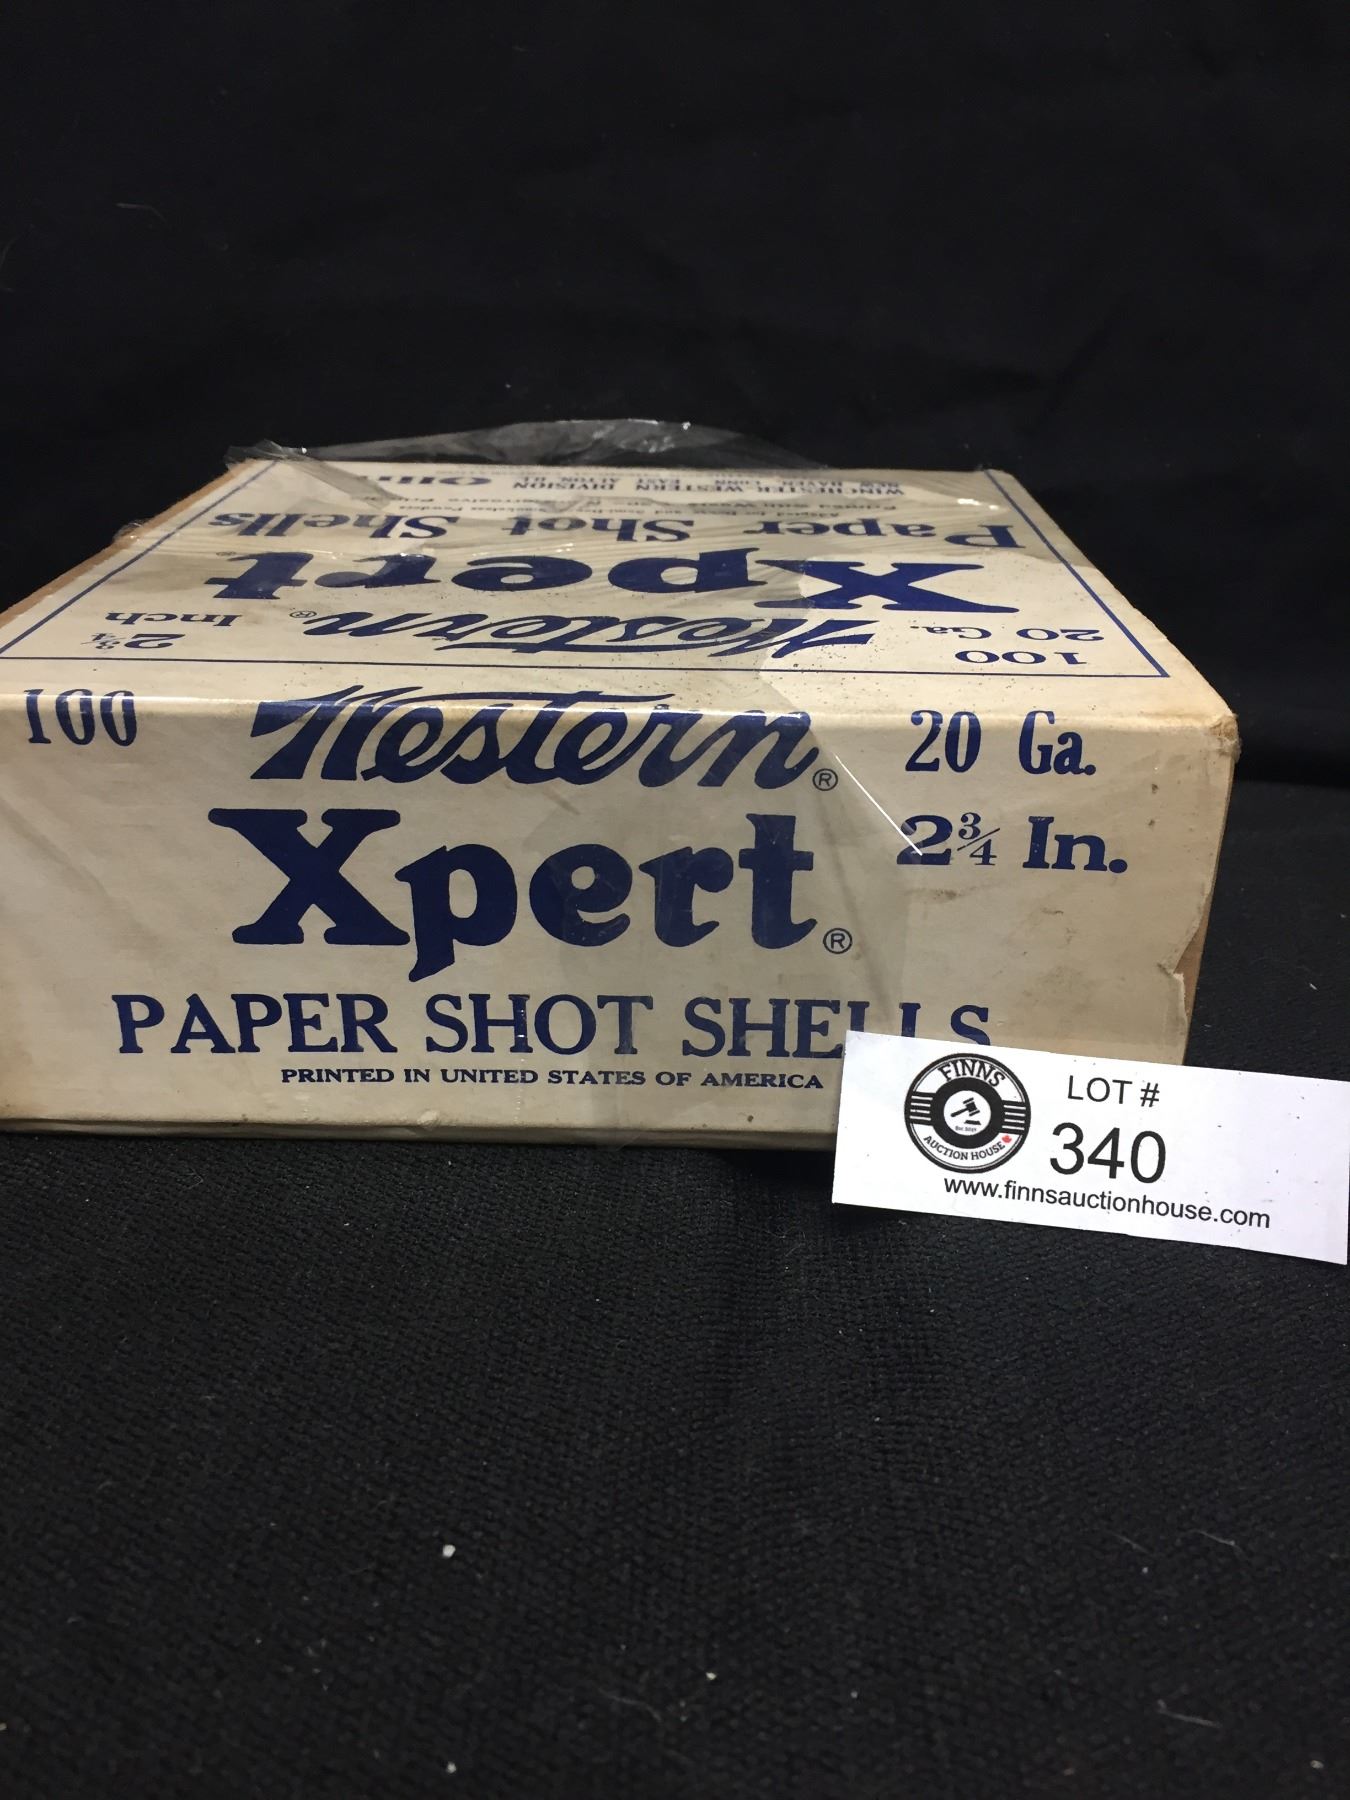 100 Western® 20 Ga.
Xpert® 2¾ In.
PAPER SHOT SHELLS
PRINTED IN UNITED STATES OF AMERICA
100
20 Ga. Western® 2¾ Inch
Xpert®
Paper Shot Shells
WINCHESTER-WESTERN DIVISION Olin
NEW HAVEN, CONN. EAST ALTON, ILL.
FINNS
AUCTION HOUSE
LOT #
340
www.finnsauctionhouse.com